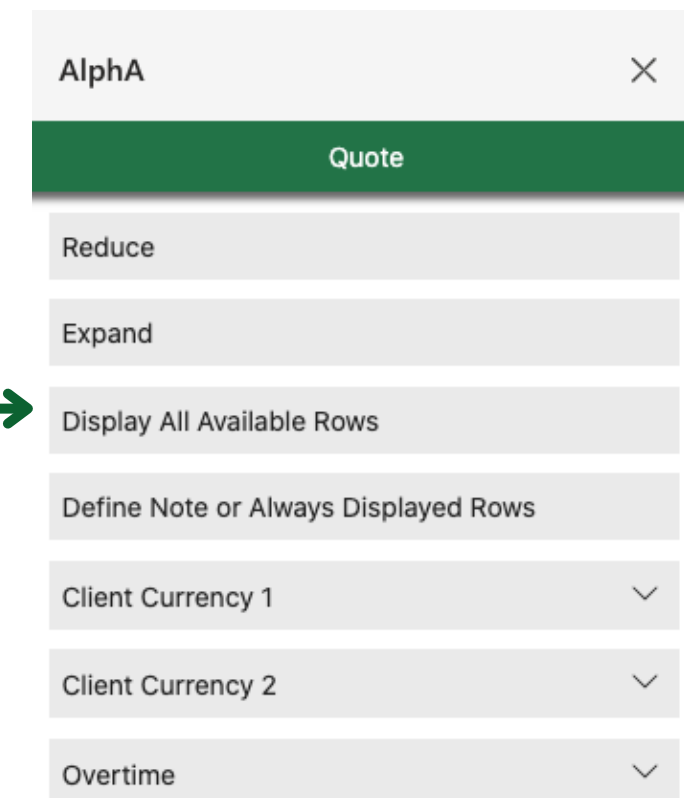 AlphA
Quote
Reduce
Expand
Display All Available Rows
Define Note or Always Displayed Rows
Client Currency 1
Client Currency 2
Overtime